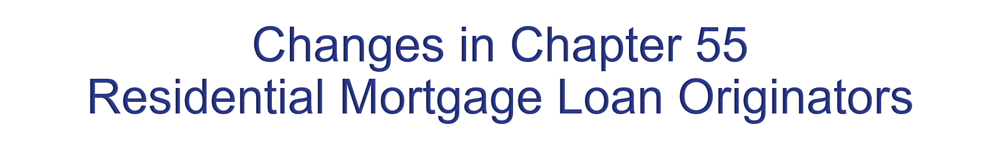 Changes in Chapter 55
Residential Mortgage Loan Originators